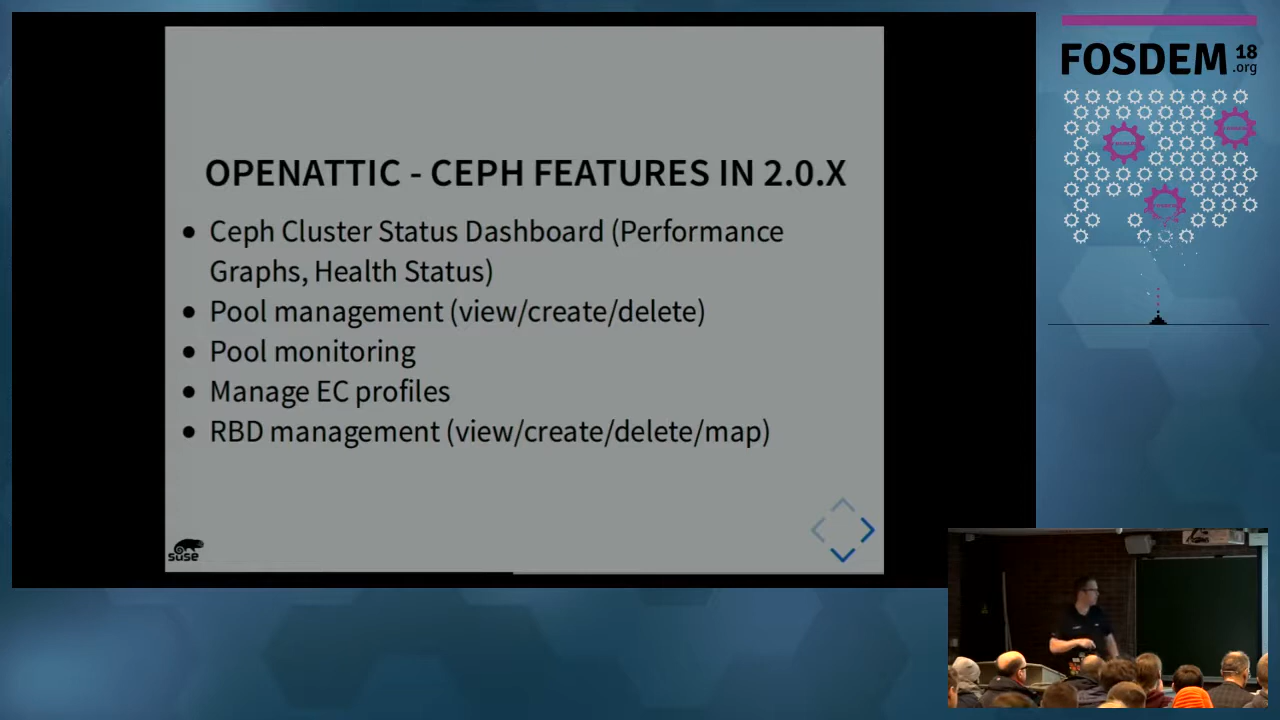 OPENATTIC - CEPH FEATURES IN 2.0.X
• Ceph Cluster Status Dashboard (Performance
Graphs, Health Status)
• Pool management (view/create/delete)
• Pool monitoring
• Manage EC profiles
• RBD management (view/create/delete/map)
SUSE
FOSDEM 18
.org